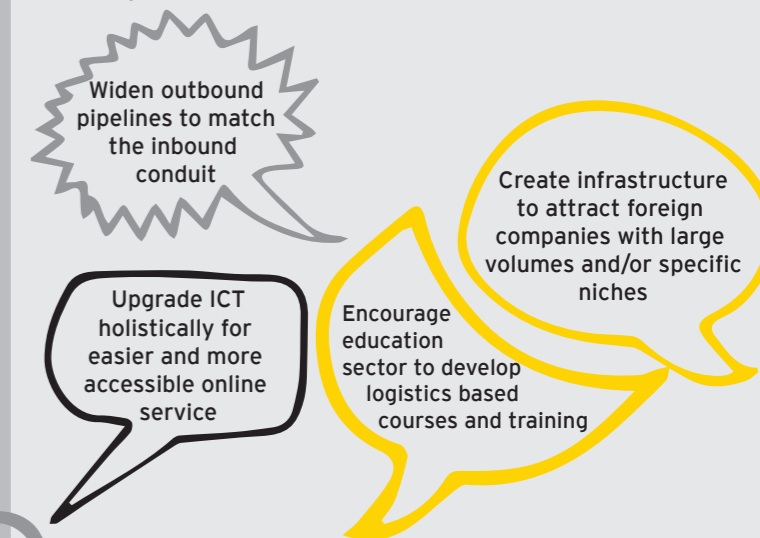 Widen outbound
pipelines to match
the inbound
conduit
Create infrastructure
to attract foreign
companies with large
volumes and/or specific
niches
Upgrade ICT
holistically for
easier and more
accessible online
service
Encourage
education
sector to develop
logistics based
courses and training